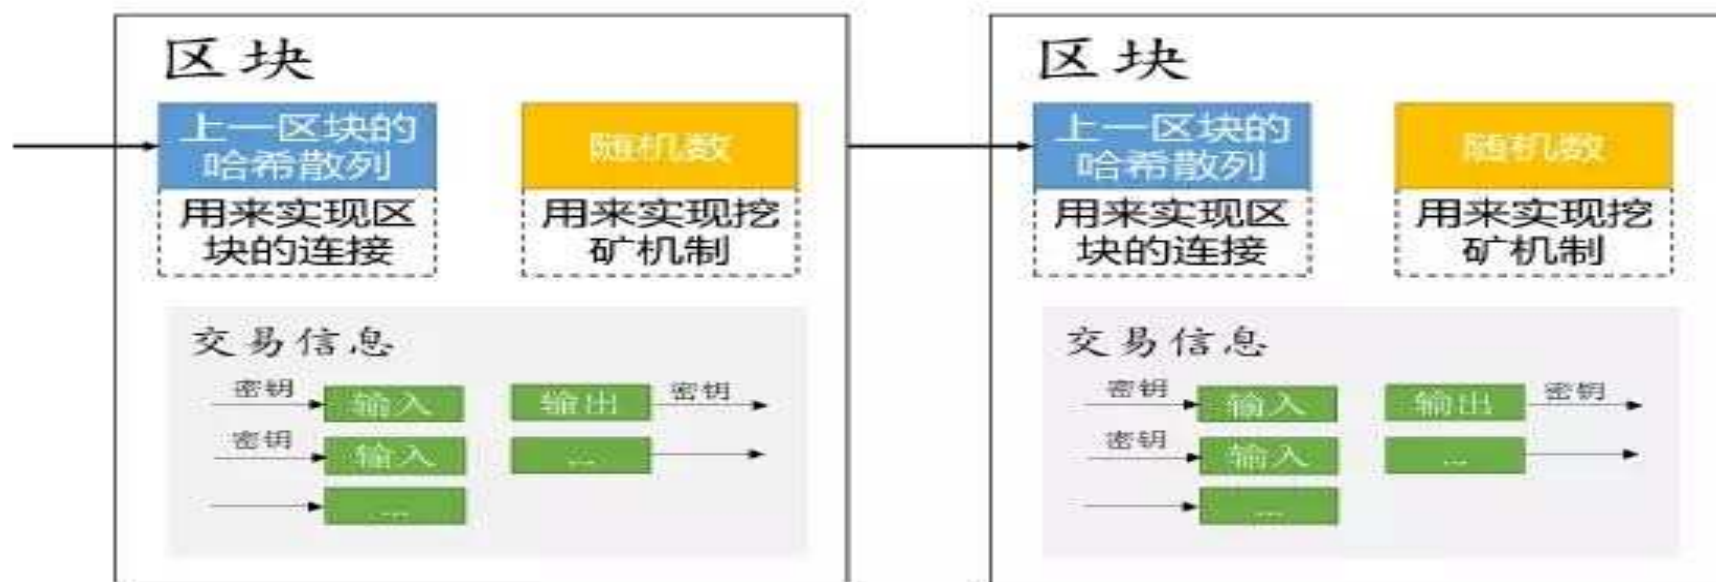 区块
上一区块的
哈希散列
随机数
用来实现区
块的连接
用来实现挖
矿机制
交易信息
密钥
输入
输出
密钥
密钥
输入
...
...
区块
上一区块的
哈希散列
随机数
用来实现区
块的连接
用来实现挖
矿机制
交易信息
密钥
输入
输出
密钥
密钥
输入
...
...